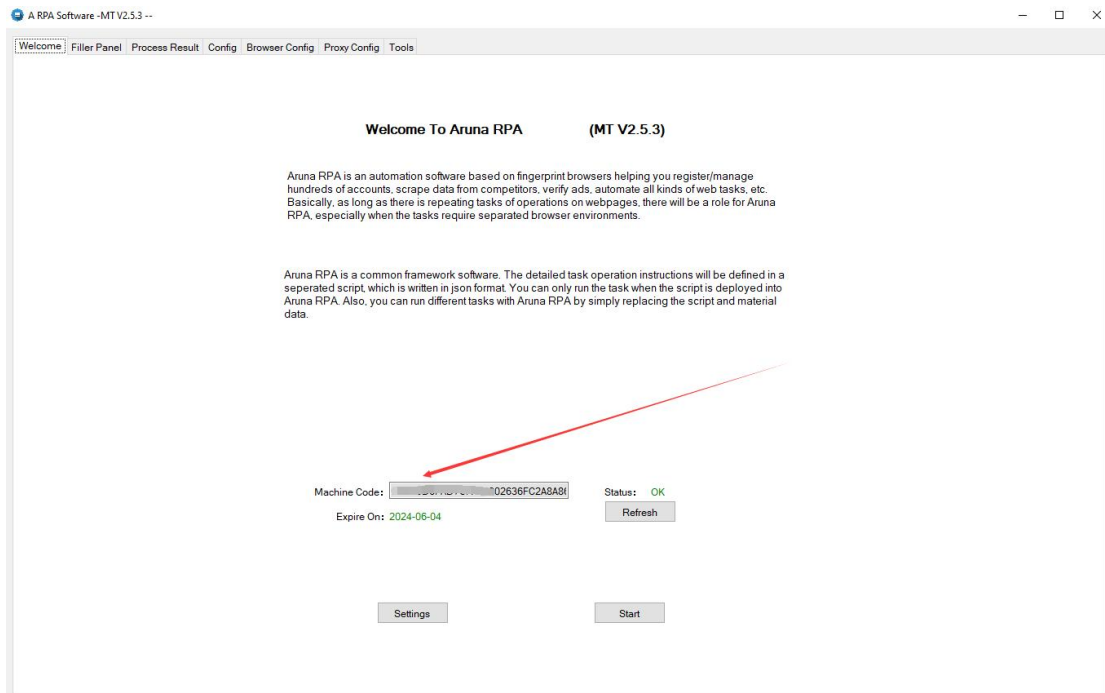 A RPA Software -MT V2.5.3 --
Welcome Filler Panel Process Result Config Browser Config Proxy Config Tools
Welcome To Aruna RPA (MT V2.5.3)
Aruna RPA is an automation software based on fingerprint browsers helping you register/manage
hundreds of accounts, scrape data from competitors, verify ads, automate all kinds of web tasks, etc.
Basically, as long as there is repeating tasks of operations on webpages, there will be a role for Aruna
RPA, especially when the tasks require separated browser environments.
Aruna RPA is a common framework software. The detailed task operation instructions will be defined in a
seperated script, which is written in json format. You can only run the task when the script is deployed into
Aruna RPA. Also, you can run different tasks with Aruna RPA by simply replacing the script and material
data.
Machine Code: 02636FC2A8A8 Status: OK
Expire On: 2024-06-04 Refresh
Settings Start